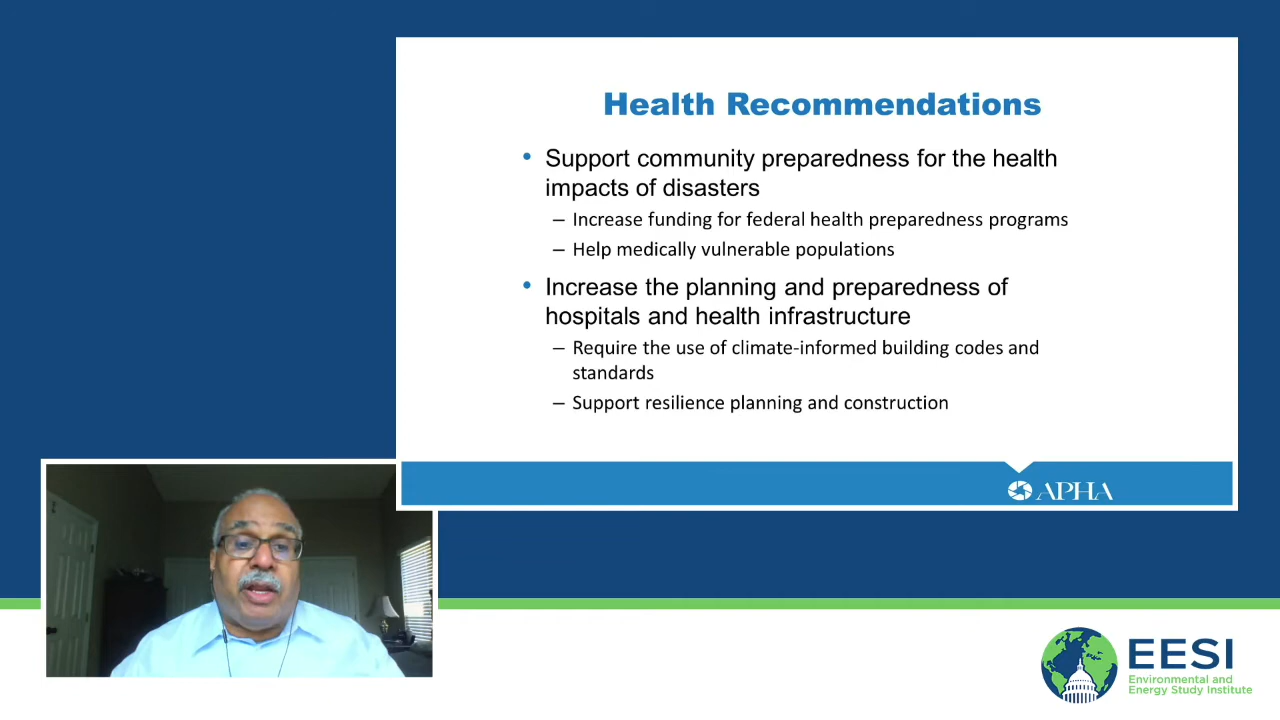 Health Recommendations
• Support community preparedness for the health
impacts of disasters
– Increase funding for federal health preparedness programs
– Help medically vulnerable populations
• Increase the planning and preparedness of
hospitals and health infrastructure
– Require the use of climate-informed building codes and
standards
– Support resilience planning and construction
APHA
EESI
Environmental and
Energy Study Institute